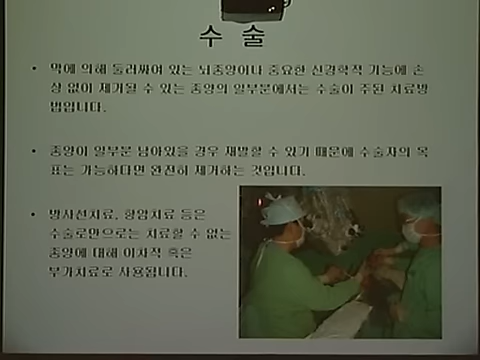 수 술
• 막에 의해 둘러싸여 있는 뇌종양이나 중요한 신경학적 기능에 손
상 없이 제거될 수 있는 종양의 일부분에서는 수술이 주된 치료방
법입니다.
• 종양이 일부분 남아있을 경우 재발할 수 있기 때문에 수술자의 목
표는 가능하다면 완전히 제거하는 것입니다.
• 방사선치료, 항암치료 등은
수술로만으로는 치료할 수 없는
종양에 대해 이차적 혹은
부가치료로 사용됩니다.